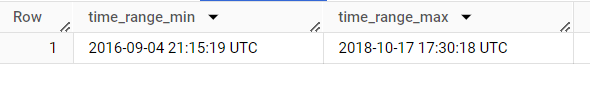 Row time_range_min time_range_max
1 2016-09-04 21:15:19 UTC 2018-10-17 17:30:18 UTC